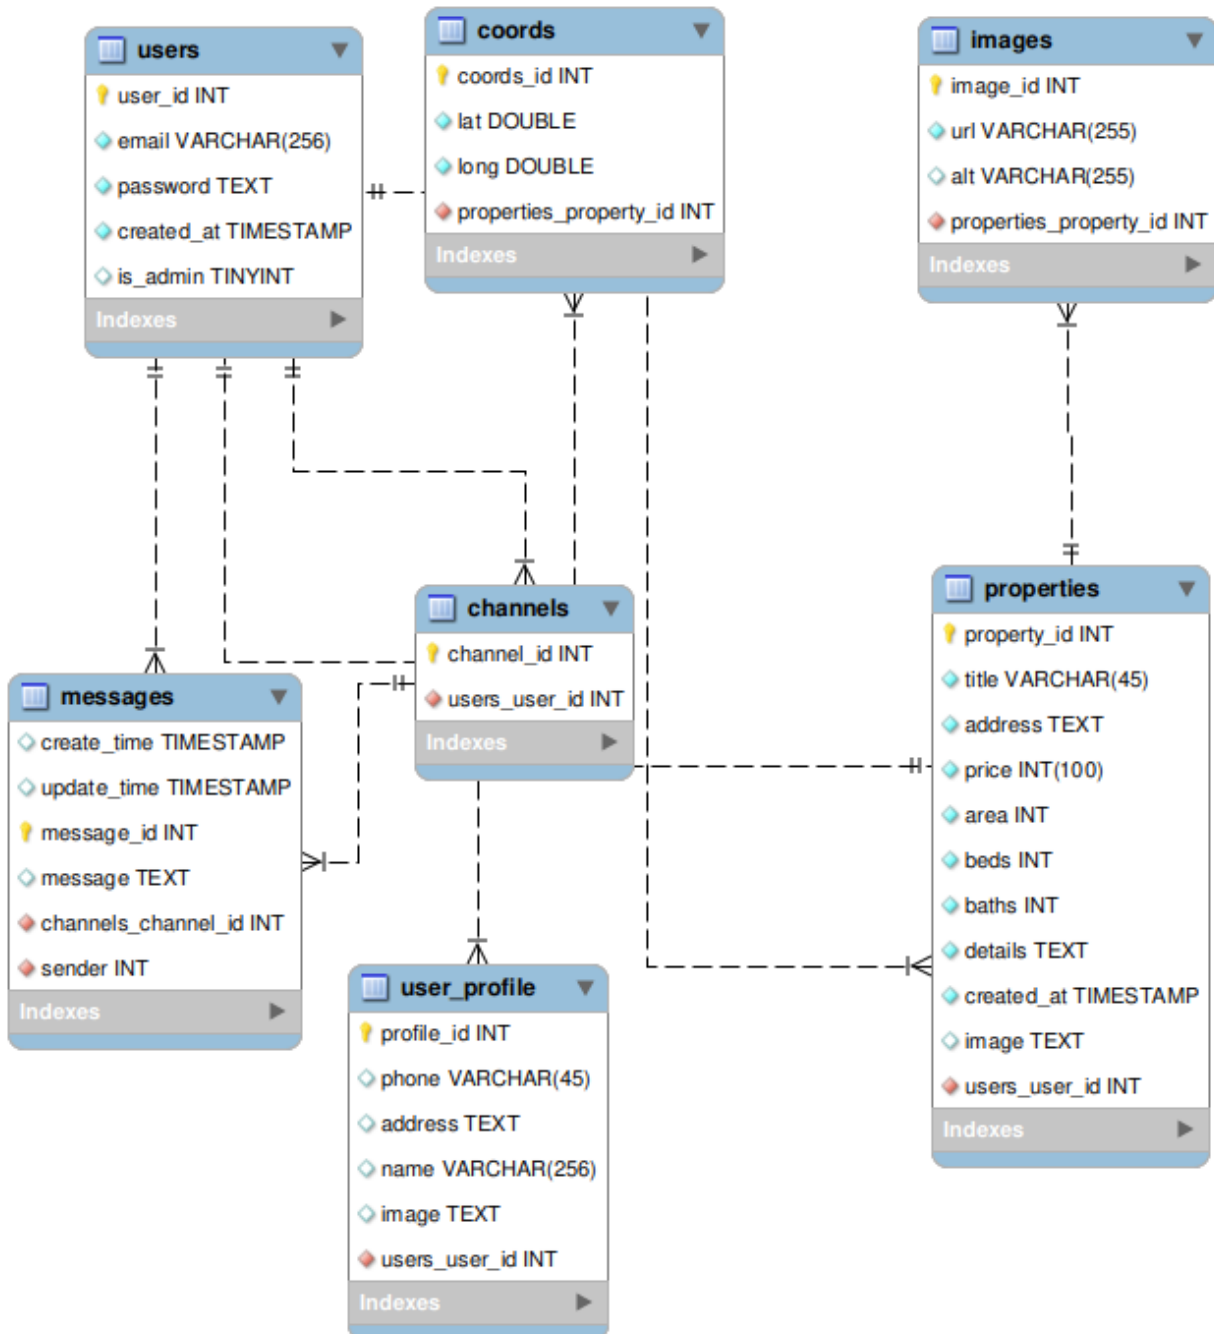 users
user_id INT
email VARCHAR(256)
password TEXT
created_at TIMESTAMP
is_admin TINYINT
Indexes
coords
coords_id INT
lat DOUBLE
long DOUBLE
properties_property_id INT
Indexes
images
image_id INT
url VARCHAR(255)
alt VARCHAR(255)
properties_property_id INT
Indexes
channels
channel_id INT
users_user_id INT
Indexes
properties
property_id INT
title VARCHAR(45)
address TEXT
price INT(100)
area INT
beds INT
baths INT
details TEXT
created_at TIMESTAMP
image TEXT
users_user_id INT
Indexes
messages
create_time TIMESTAMP
update_time TIMESTAMP
message_id INT
message TEXT
channels_channel_id INT
sender INT
Indexes
user_profile
profile_id INT
phone VARCHAR(45)
address TEXT
name VARCHAR(256)
image TEXT
users_user_id INT
Indexes